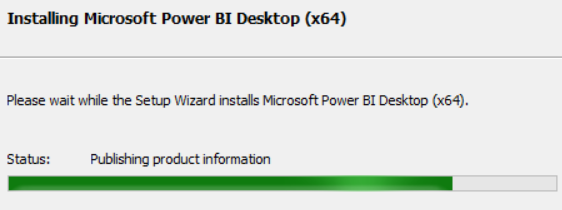 Installing Microsoft Power BI Desktop (x64)
Please wait while the Setup Wizard installs Microsoft Power BI Desktop (x64).
Status: Publishing product information